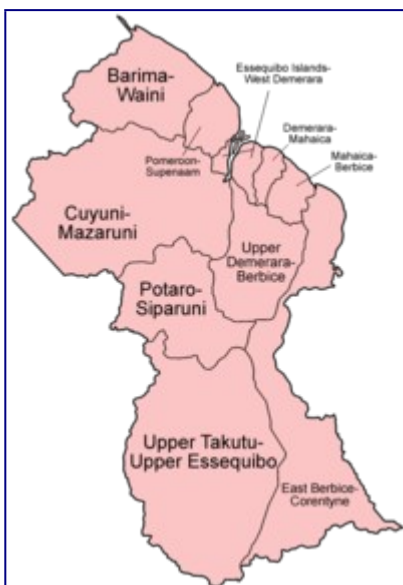 Barima-
Waini
Essequibo Islands-
West Demerara
Demerara-
Mahaica
Mahaica-
Berbice
Pomeroon-
Supenaam
Cuyuni-
Mazaruni
Upper
Demerara-
Berbice
Potaro-
Siparuni
Upper Takutu-
Upper Essequibo
East Berbice-
Corentyne